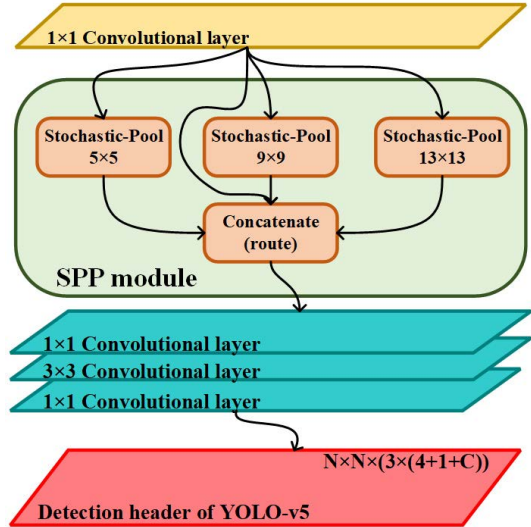 1×1 Convolutional layer
Stochastic-Pool
5×5
Stochastic-Pool
9×9
Stochastic-Pool
13×13
Concatenate
(route)
SPP module
1×1 Convolutional layer
3×3 Convolutional layer
1×1 Convolutional layer
N×N×(3×(4+1+C))
Detection header of YOLO-v5